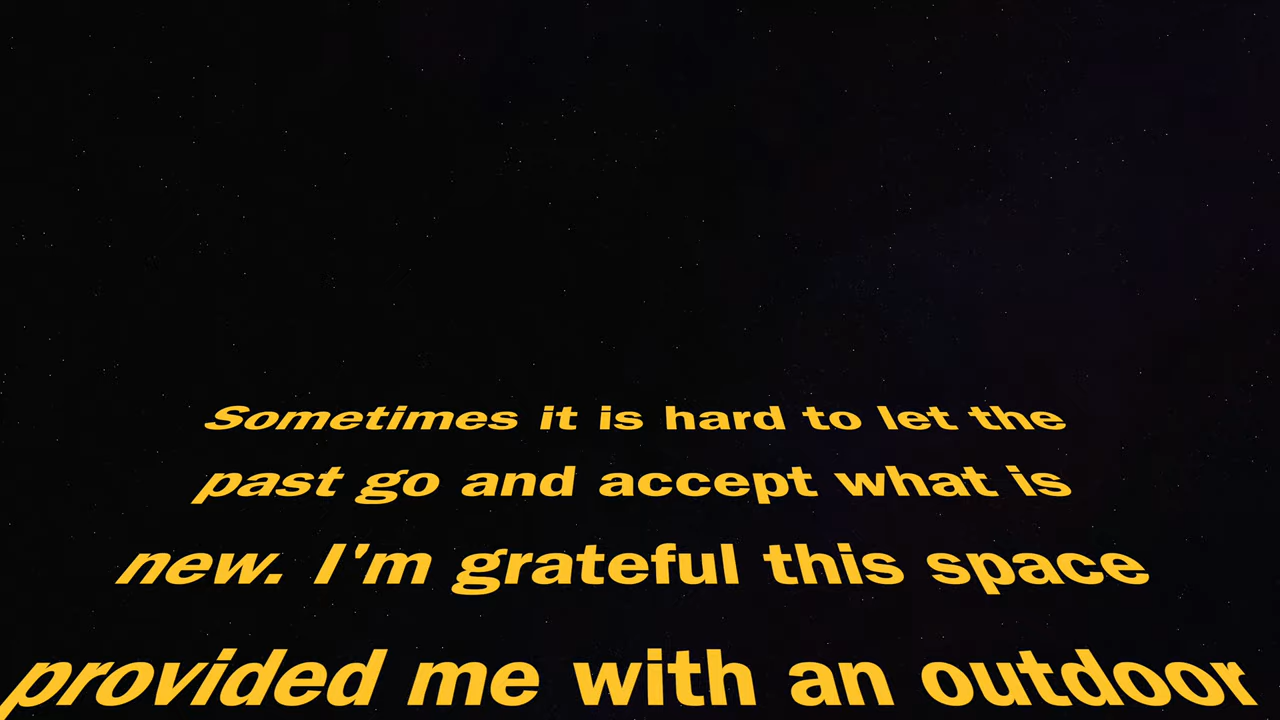 Sometimes it is hard to let the
past go and accept what is
new. I'm grateful this space
provided me with an outdoor